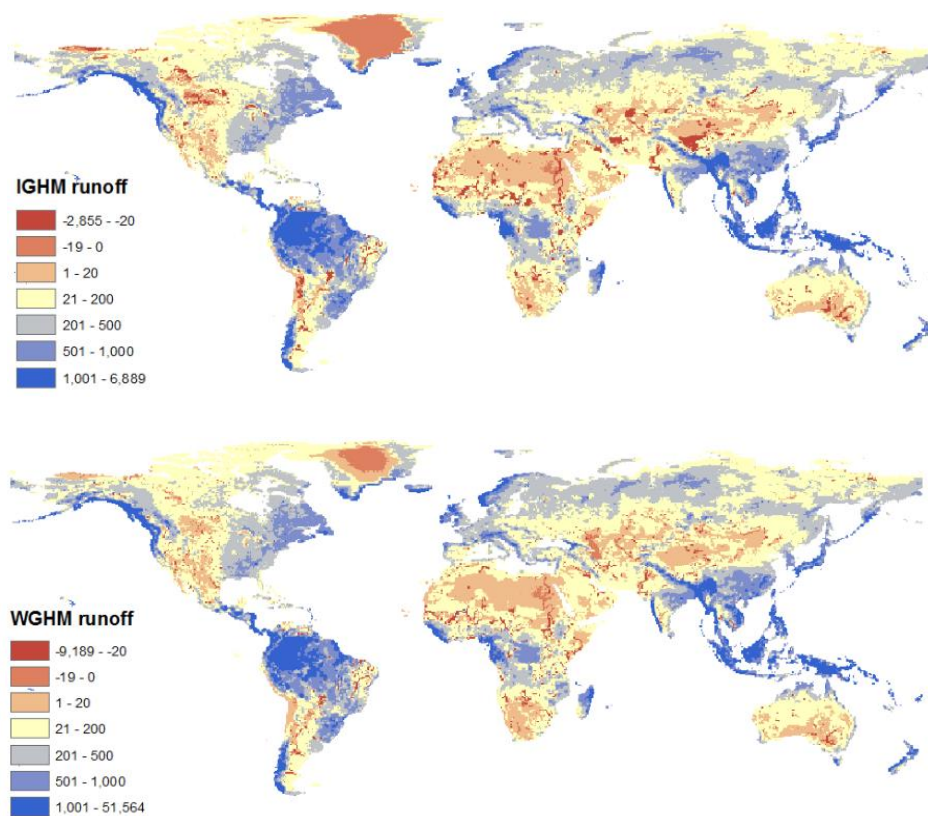 IGHM runoff
-2,855 - -20
-19 - 0
1 - 20
21 - 200
201 - 500
501 - 1,000
1,001 - 6,889
WGHM runoff
-9,189 - -20
-19 - 0
1 - 20
21 - 200
201 - 500
501 - 1,000
1,001 - 51,564